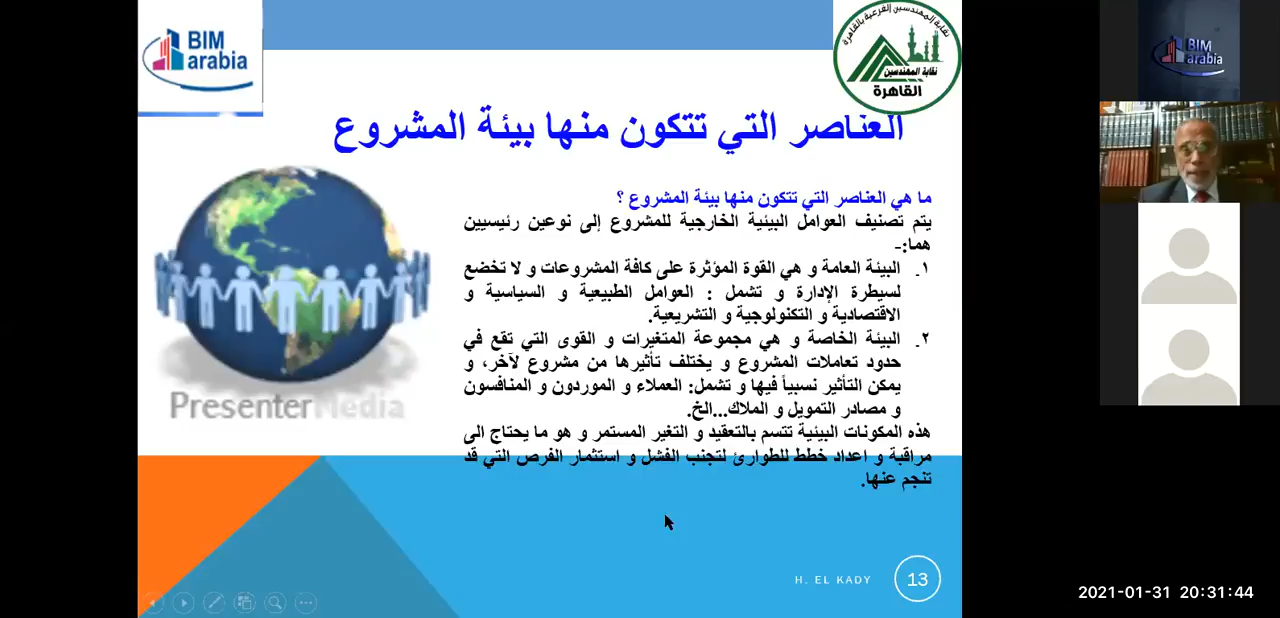 BIM
arabia
نقابة المهندسين الفرعية بالقاهرة
نقابة المهندسين
القاهرة
BIM
arabia
العناصر التي تتكون منها بيئة المشروع
ما هي العناصر التي تتكون منها بيئة المشروع ؟
يتم تصنيف العوامل البيئية الخارجية للمشروع إلى نوعين رئيسيين
هما:-
١. البيئة العامة و هي القوة المؤثرة على كافة المشروعات و لا تخضع
لسيطرة الإدارة و تشمل : العوامل الطبيعية و السياسية و
الاقتصادية و التكنولوجية و التشريعية.
٢. البيئة الخاصة و هي مجموعة المتغيرات و القوى التي تقع في
حدود تعاملات المشروع و يختلف تأثيرها من مشروع لآخر، و
يمكن التأثير نسبياً فيها و تشمل: العملاء و الموردون و المنافسون
و مصادر التمويل و الملاك...الخ.
هذه المكونات البيئية تتسم بالتعقيد و التغير المستمر و هو ما يحتاج الى
مراقبة و اعداد خطط للطوارئ لتجنب الفشل و استثمار الفرص التي قد
تنجم عنها.
PresenterMedia
H. EL KADY
13
2021-01-31 20:31:44